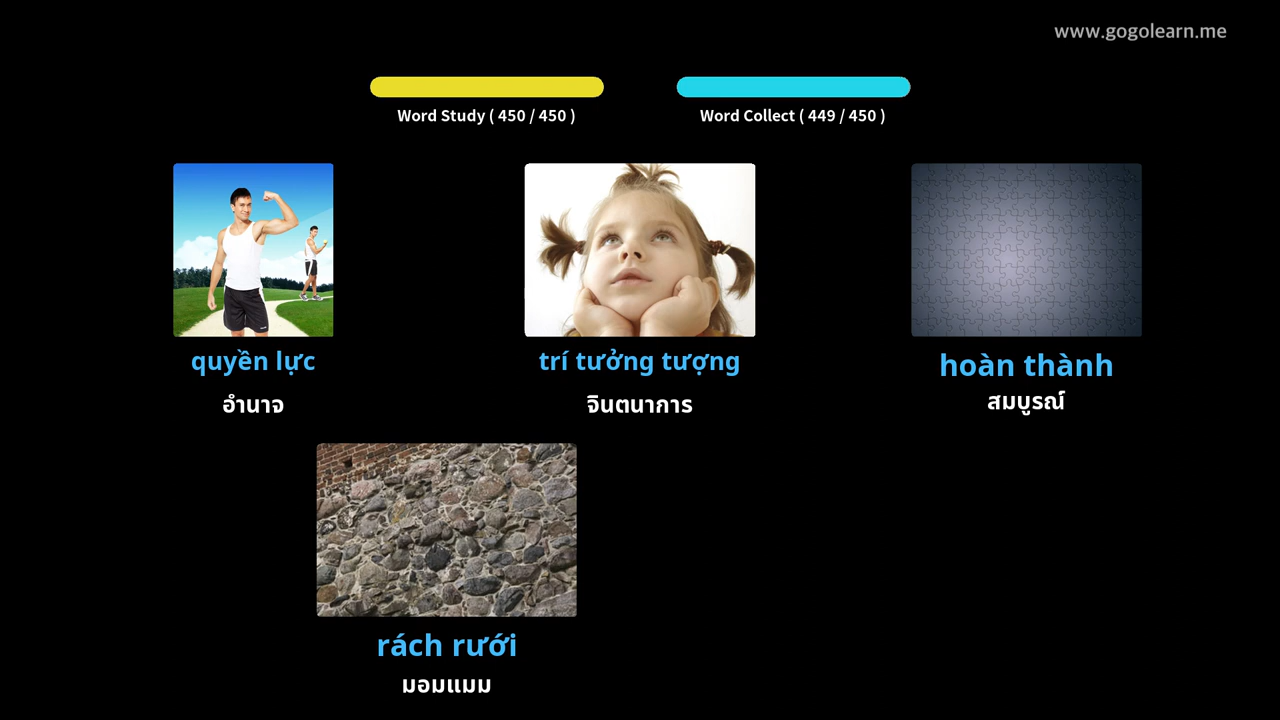 www.gogolearn.me
Word Study ( 450 / 450 )
Word Collect ( 449 / 450 )
quyền lực
อำนาจ
trí tưởng tượng
จินตนาการ
hoàn thành
สมบูรณ์
rách rưới
มอมแมม